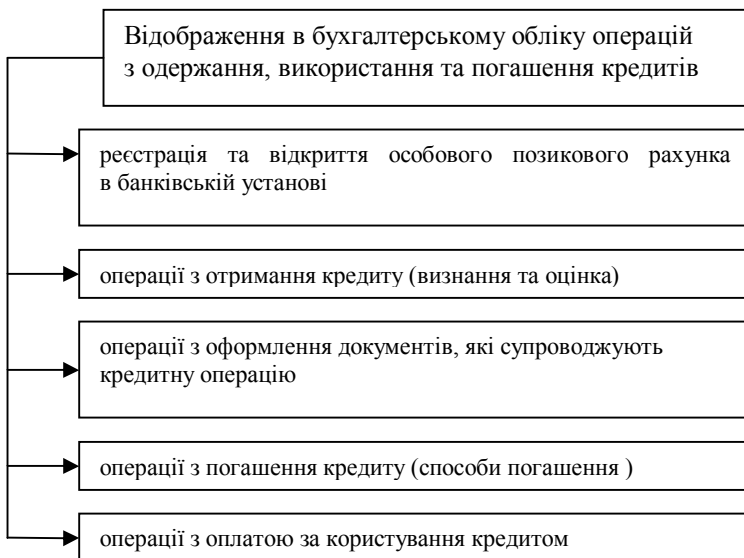 Відображення в бухгалтерському обліку операцій
з одержання, використання та погашення кредитів
реєстрація та відкриття особового позикового рахунка
в банківській установі
операції з отримання кредиту (визнання та оцінка)
операції з оформлення документів, які супроводжують
кредитну операцію
операції з погашення кредиту (способи погашення )
операції з оплатою за користування кредитом